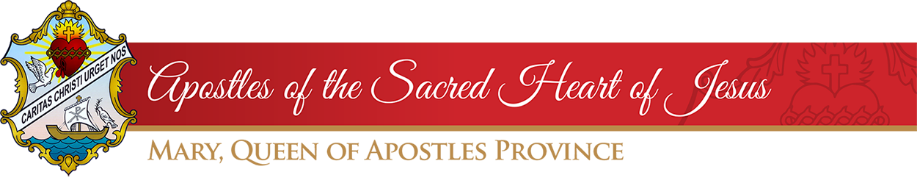 CARITAS CHRISTI URGET NOS
Apostles of the Sacred Heart of Jesus
MARY, QUEEN OF APOSTLES PROVINCE